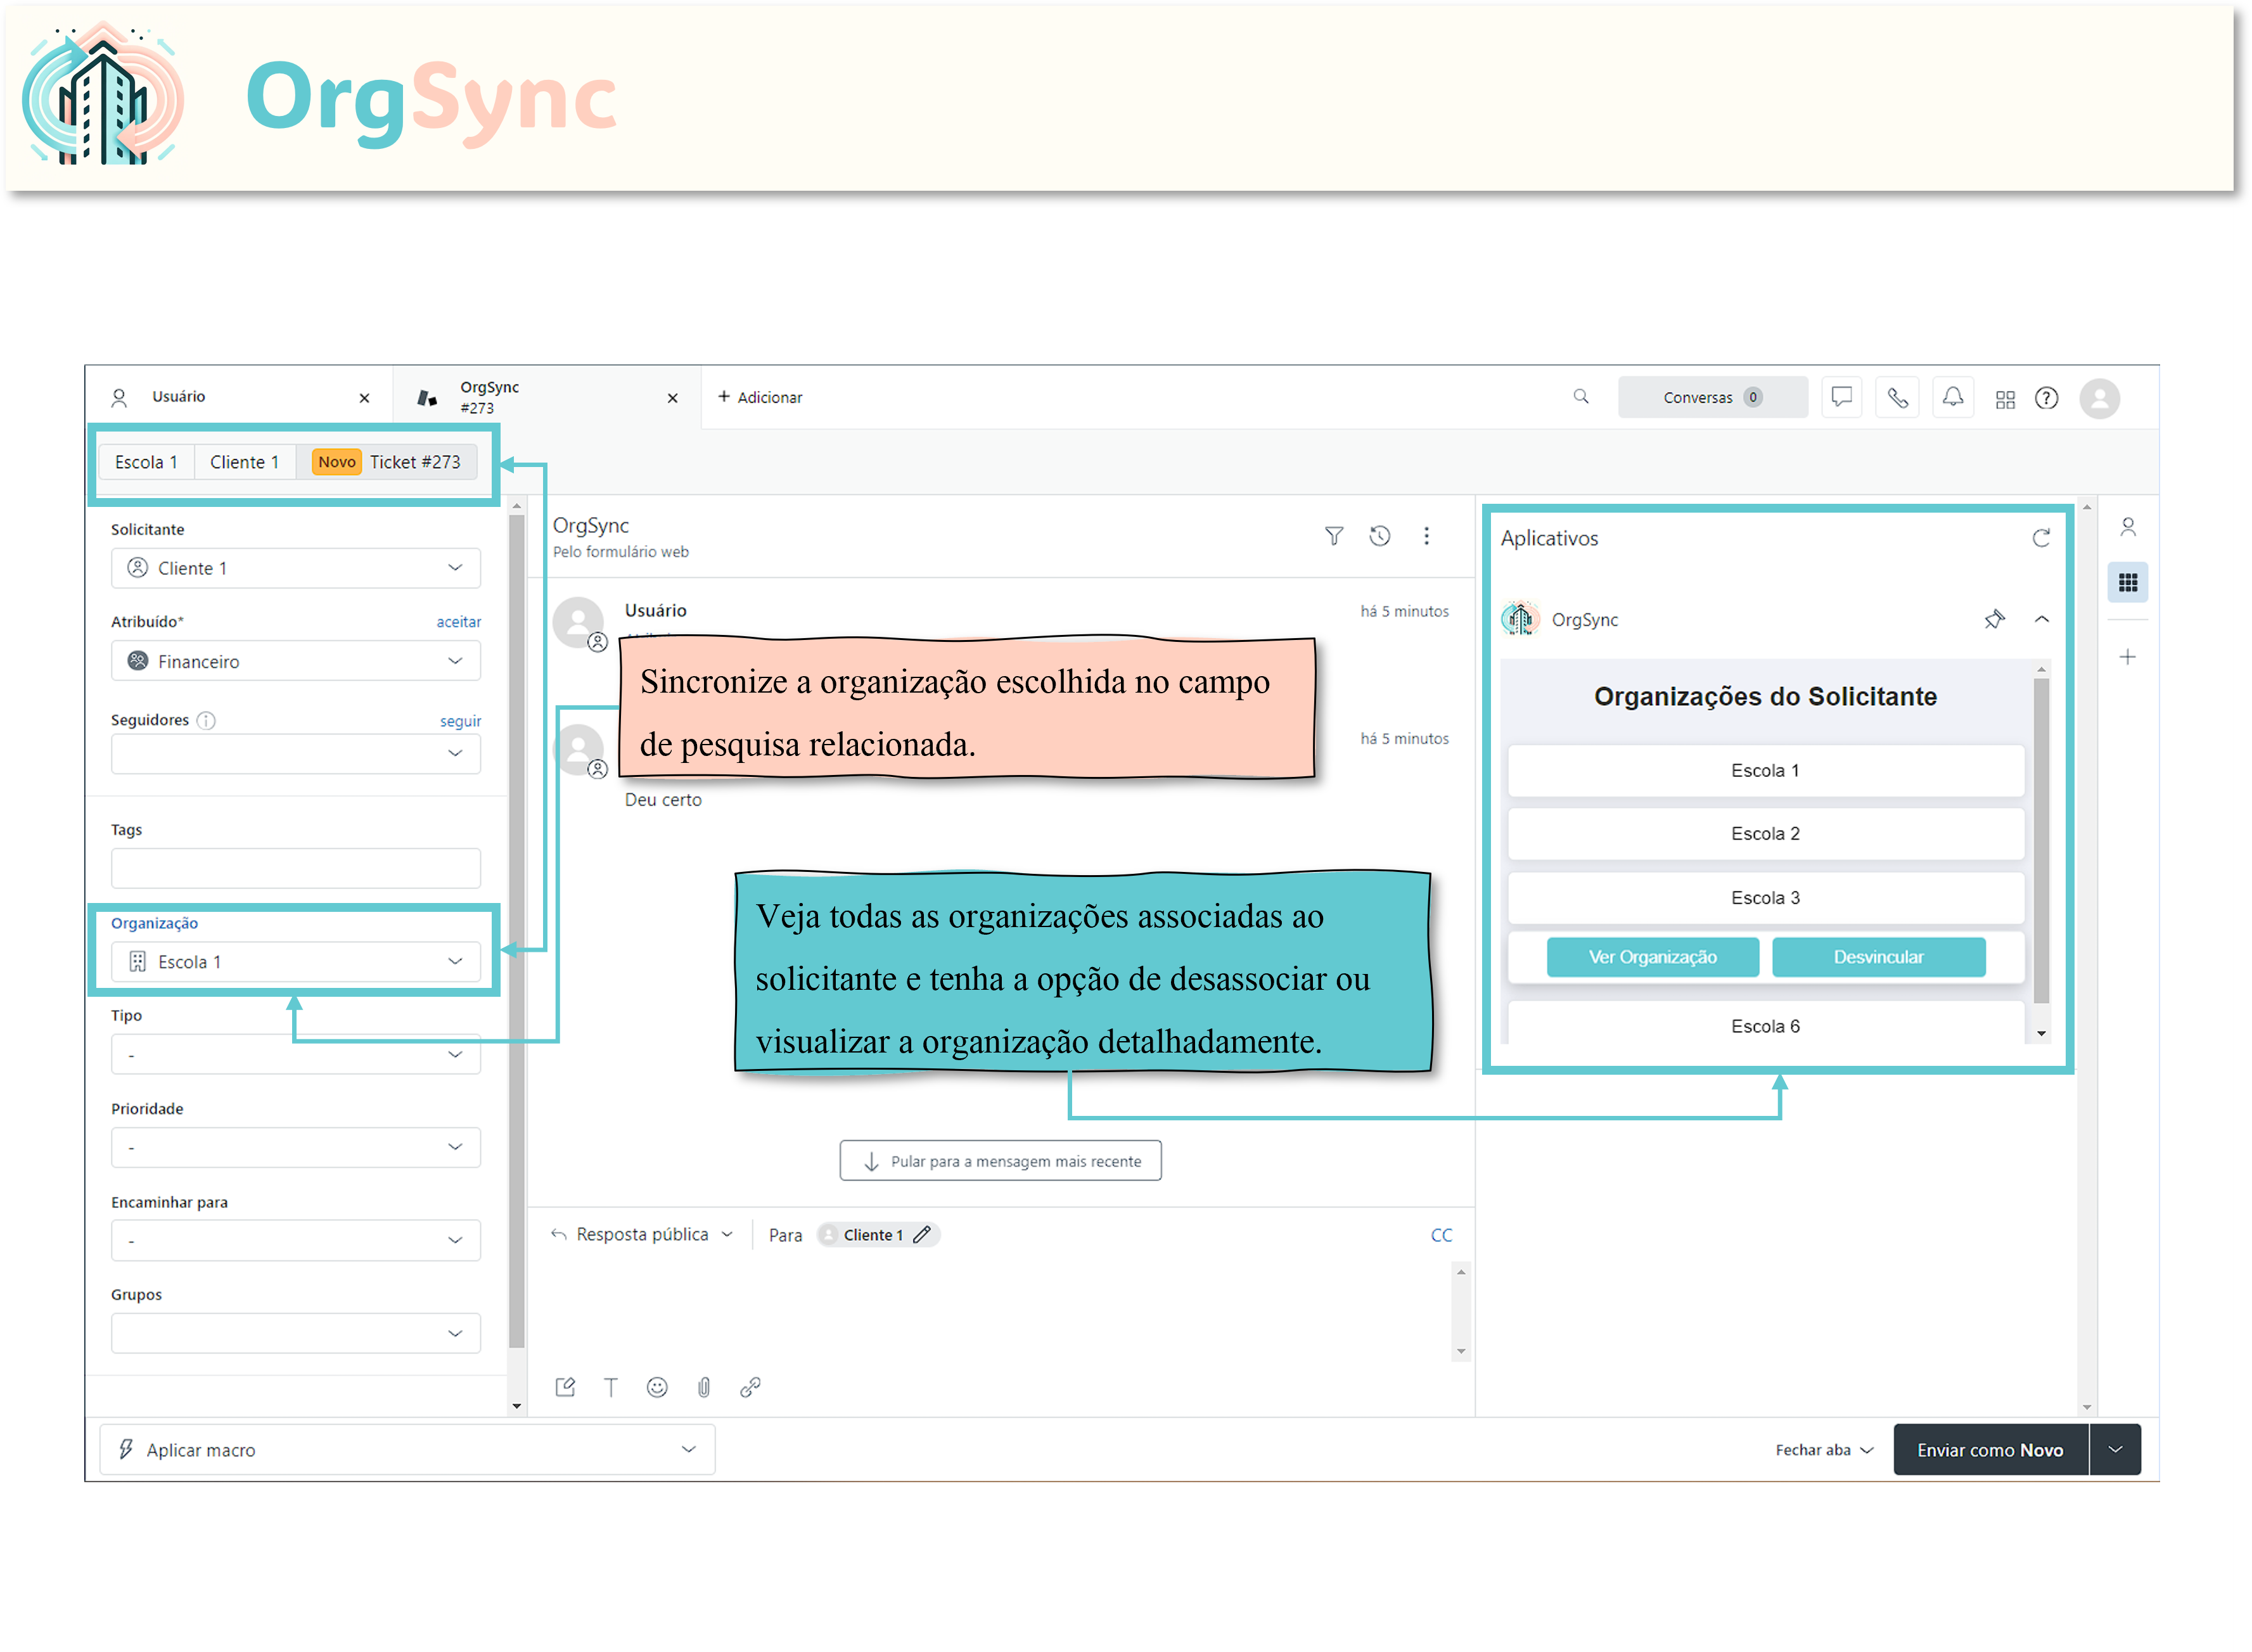 OrgSync
Usuário
OrgSync
#273
+ Adicionar
Conversas 0
Escola 1
Cliente 1
Novo Ticket #273
Solicitante
Cliente 1
Atribuído*
aceitar
Financeiro
Seguidores
seguir
Tags
Organização
Escola 1
Tipo
-
Prioridade
-
Encaminhar para
-
Grupos
OrgSync
Pelo formulário web
Usuário
há 5 minutos
Sincronize a organização escolhida no campo
de pesquisa relacionada.
há 5 minutos
Deu certo
Veja todas as organizações associadas ao
solicitante e tenha a opção de desassociar ou
visualizar a organização detalhadamente.
Pular para a mensagem mais recente
Resposta pública
Para
Cliente 1
CC
Aplicativos
OrgSync
Organizações do Solicitante
Escola 1
Escola 2
Escola 3
Ver Organização
Desvincular
Escola 6
Aplicar macro
Fechar aba
Enviar como Novo